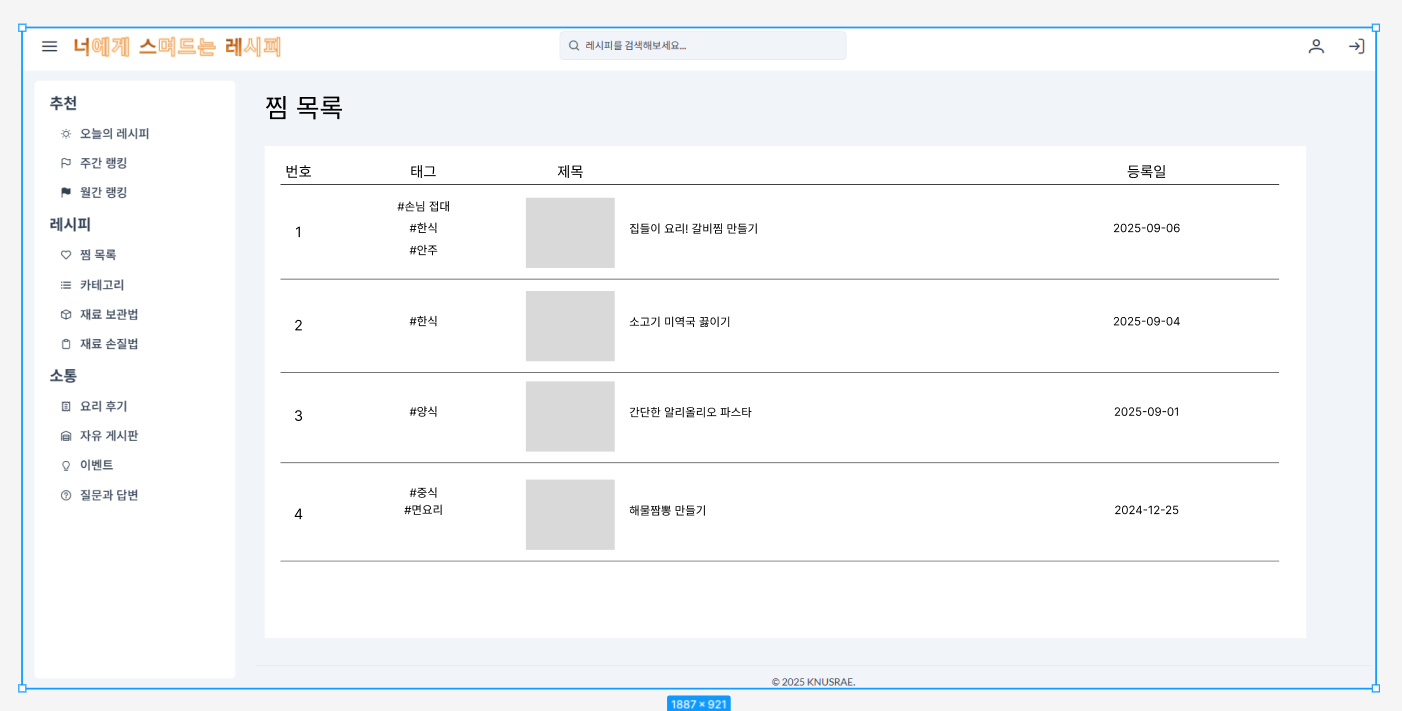 너에게 스며드는 레시피
레시피를 검색해보세요...
추천
오늘의 레시피
주간 랭킹
월간 랭킹
레시피
찜 목록
카테고리
재료 보관법
재료 손질법
소통
요리 후기
자유 게시판
이벤트
질문과 답변
찜 목록
번호 태그 제목 등록일
#손님 접대
#한식
#안주
1 집들이 요리! 갈비찜 만들기 2025-09-06
2 #한식 소고기 미역국 끓이기 2025-09-04
3 #양식 간단한 알리올리오 파스타 2025-09-01
#중식
#면요리
4 해물짬뽕 만들기 2024-12-25
© 2025 KNUSRAE.
1887 × 921